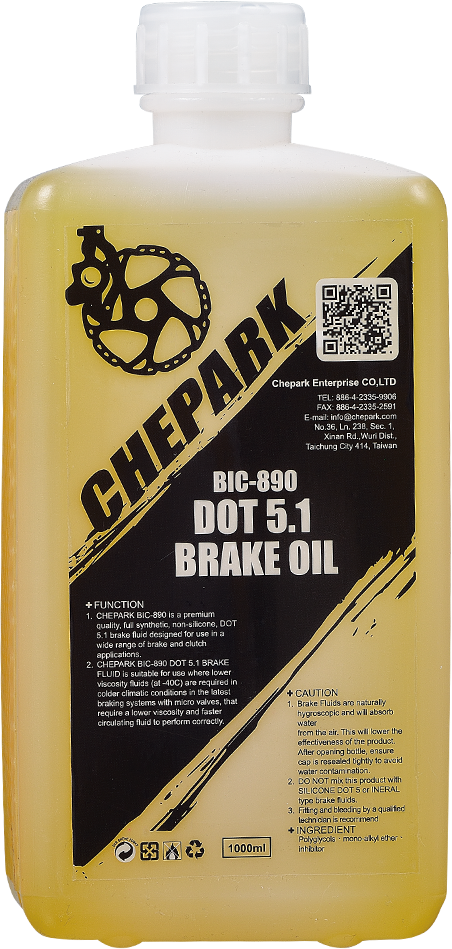 CHEPARK
Chepark Enterprise CO,LTD
TEL: 886-4-2335-9906
FAX: 886-4-2335-2591
E-mail: info@chepark.com
No.36, Ln. 238, Sec. 1,
Xinan Rd.,Wuri Dist.,
Taichung City 414, Taiwan
BIC-890
DOT 5.1
BRAKE OIL
+ FUNCTION
1. CHEPARK BIC-890 is a premium
quality, full synthetic, non-silicone, DOT
5.1 brake fluid designed for use in a
wide range of brake and clutch
applications.
2. CHEPARK BIC-890 DOT 5.1 BRAKE
FLUID is suitable for use where lower
viscosity fluids (at -40C) are required in
colder climatic conditions in the latest
braking systems with micro valves, that
require a lower viscosity and faster
circulating fluid to perform correctly.
+ CAUTION
1. Brake Fluids are naturally
hygroscopic and will absorb
water
from the air. This will lower the
effectiveness of the product.
After opening bottle, ensure
cap is resealed tightly to avoid
water contamination.
2. DO NOT mix this product with
SILICONE DOT 5 or INERAL
type brake fluids.
3. Fitting and bleeding by a qualified
technician is recommend
+ INGREDIENT
Polyglycols · mono alkyl ether ·
inhibitor
1000ml